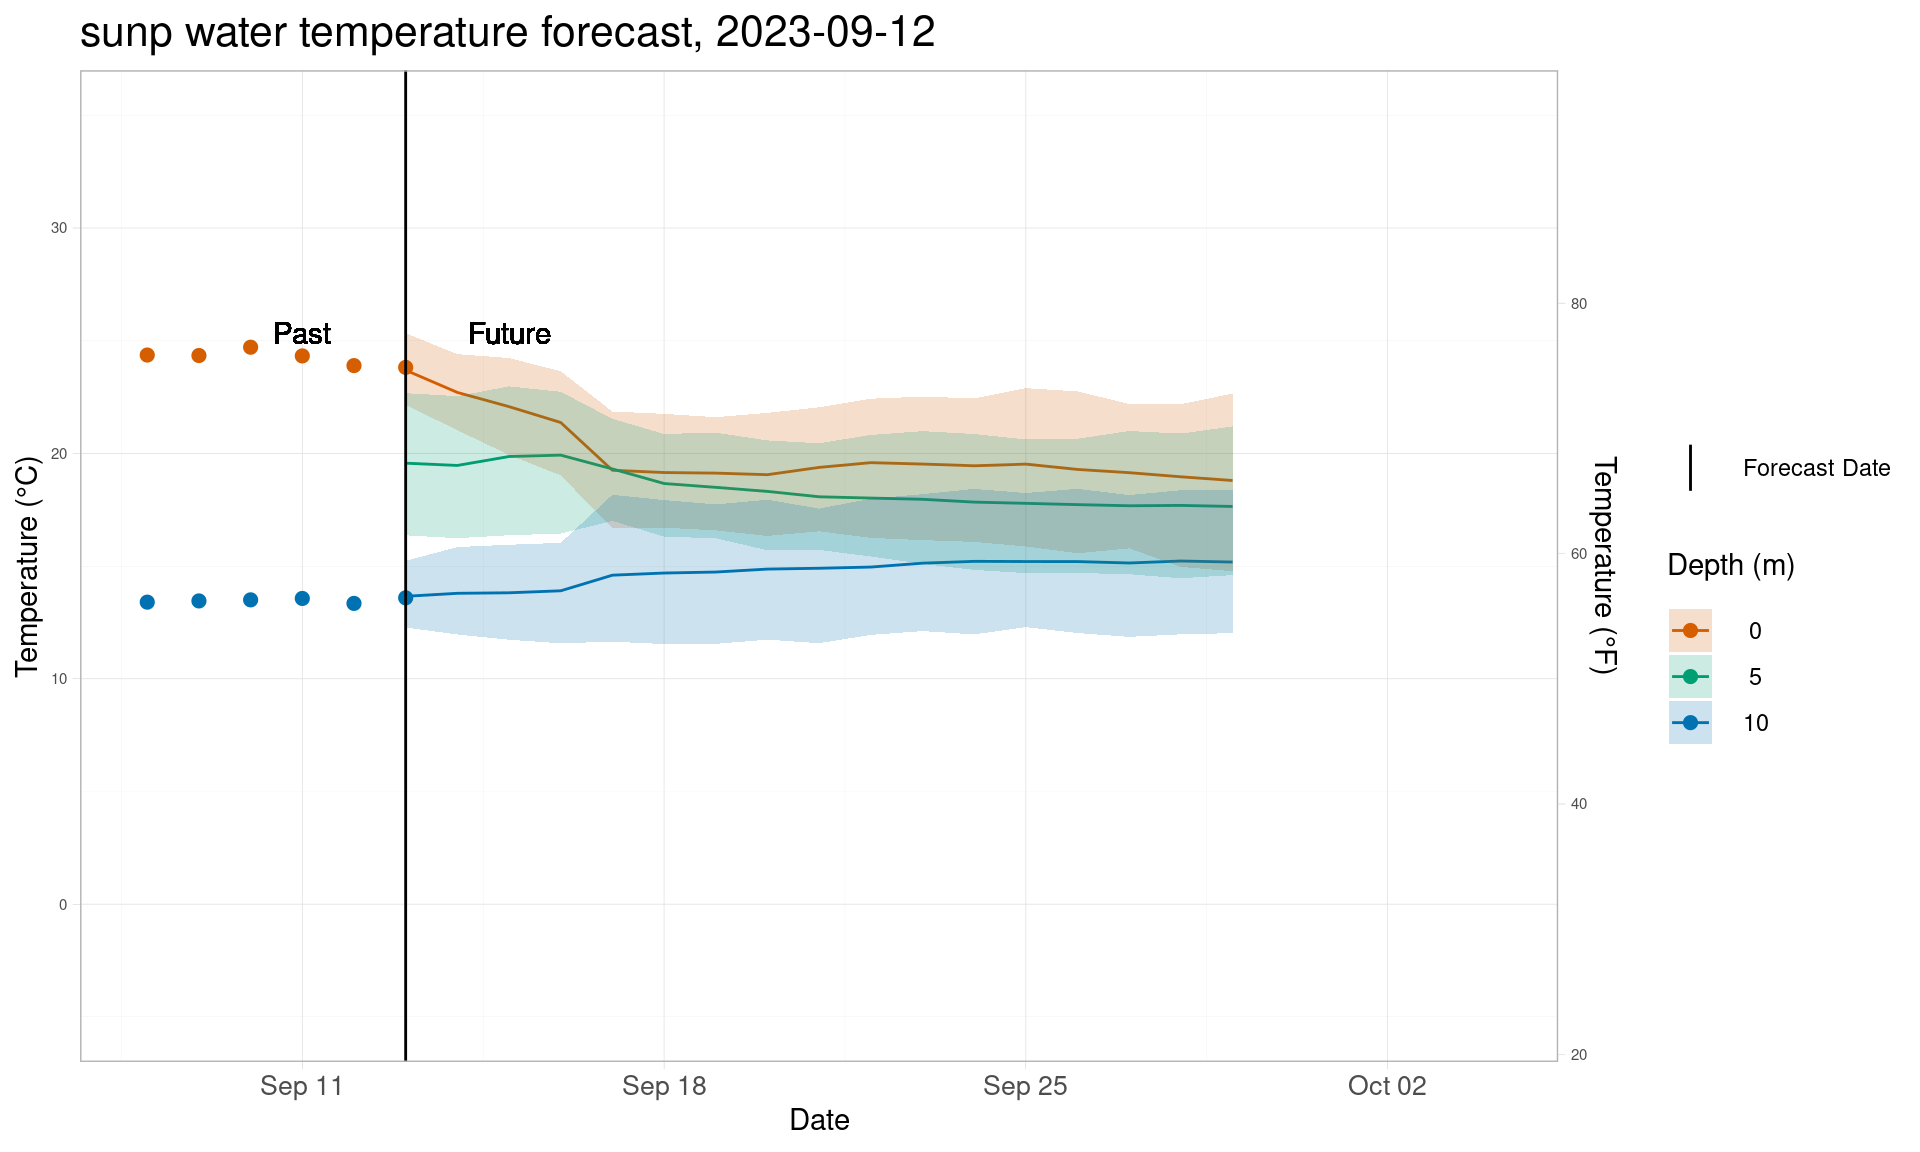 sunp water temperature forecast, 2023-09-12
Past
Future
30
20
10
0
Temperature (°C)
80
60
40
20
Temperature (°F)
Sep 11
Sep 18
Sep 25
Oct 02
Date
Forecast Date
Depth (m)
0
5
10